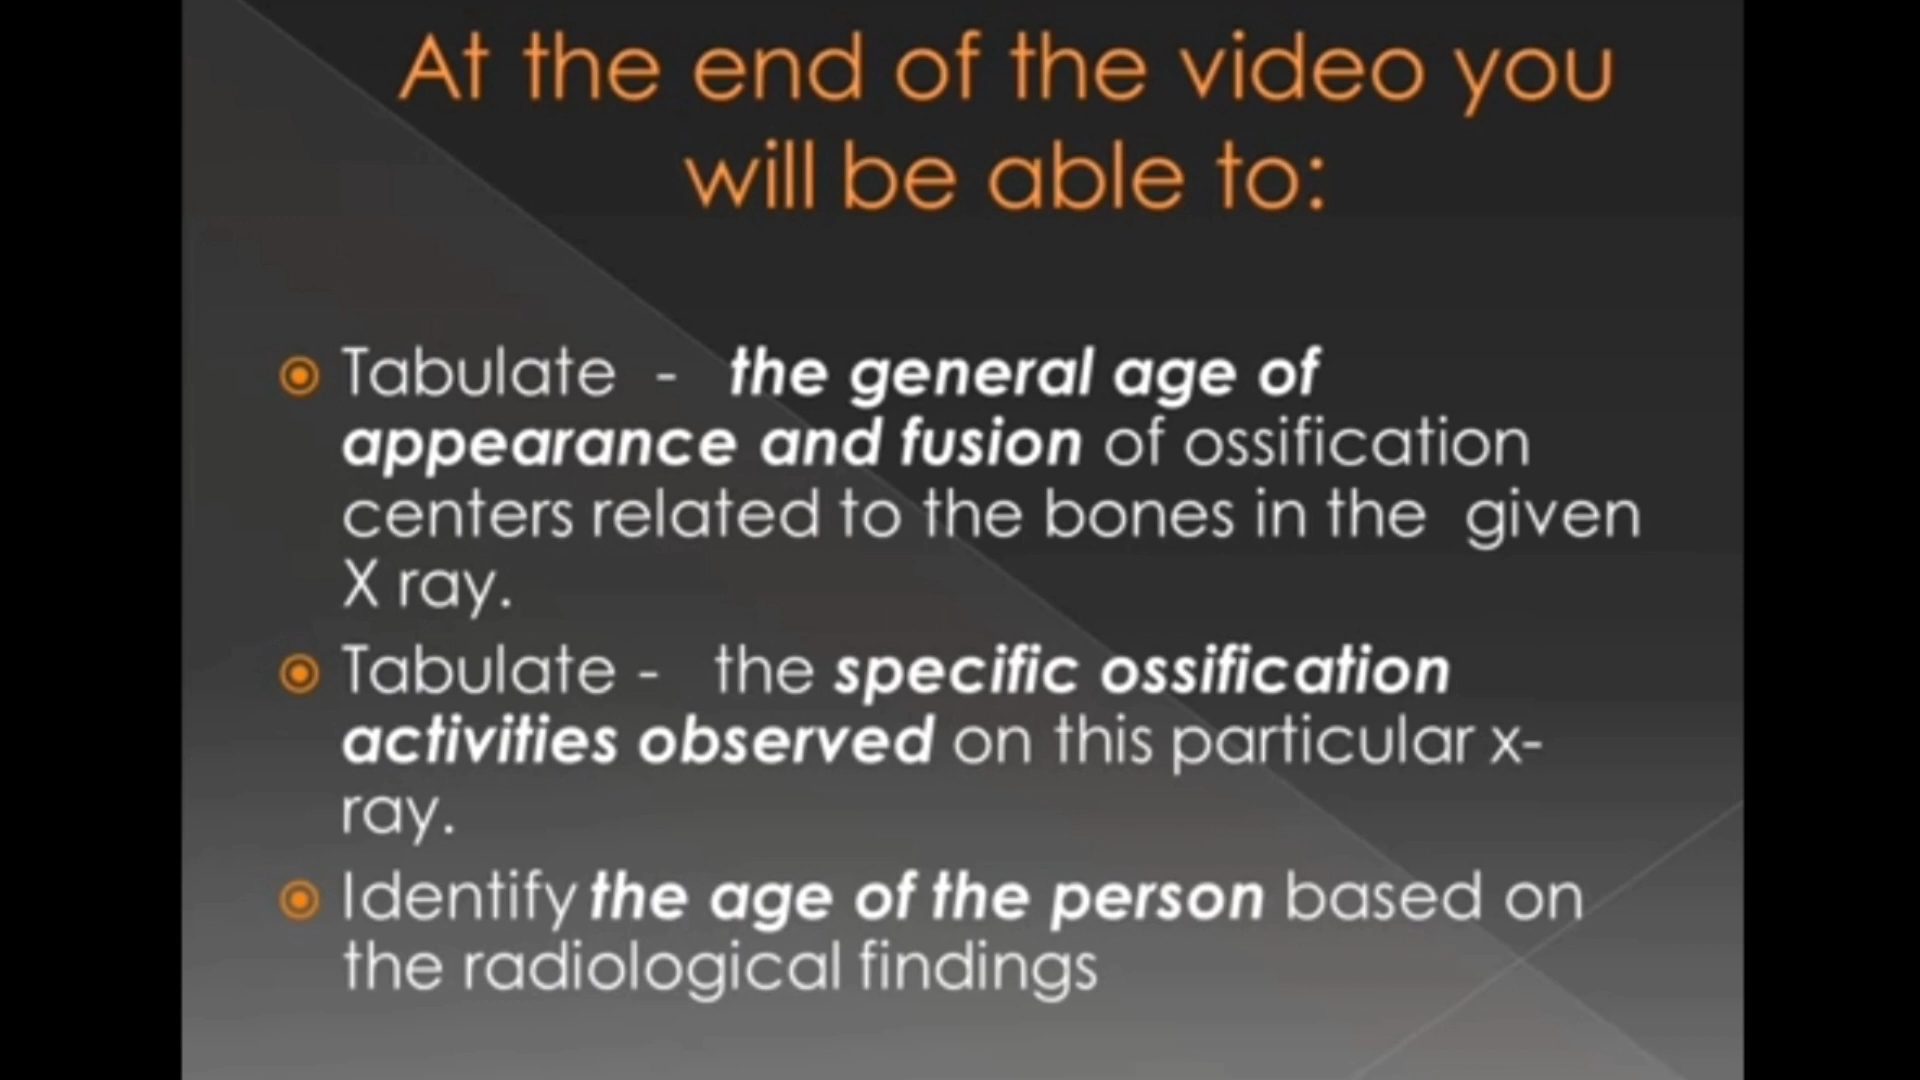 At the end of the video you
will be able to:
Tabulate - the general age of
appearance and fusion of ossification
centers related to the bones in the given
X ray.
Tabulate - the specific ossification
activities observed on this particular x-
ray.
Identify the age of the person based on
the radiological findings